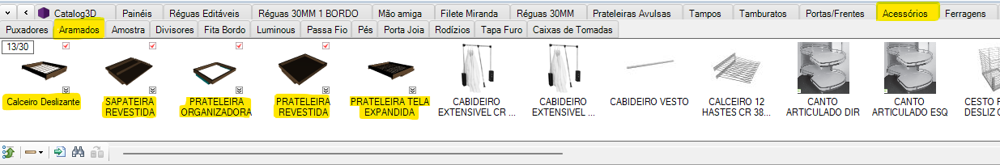 Catalog3D Painéis Réguas Editáveis Réguas 30MM 1 BORDO Mão amiga Filete Miranda Réguas 30MM Prateleiras Avulsas Tampos Tamburatos Portas/Frentes Acessórios Ferragens
Puxadores Aramados Amostra Divisores Fita Bordo Luminous Passa Fio Pés Porta Joia Rodízios Tapa Furo Caixas de Tomadas
13/30
Calceiro Deslizante
SAPATEIRA
REVESTIDA
PRATELEIRA
ORGANIZADORA
PRATELEIRA
REVESTIDA
PRATELEIRA TELA
EXPANDIDA
CABIDEIRO
EXTENSIVEL CR ...
CABIDEIRO
EXTENSIVEL ...
CABIDEIRO VESTO
CALCEIRO 12
HASTES CR 38...
CANTO
ARTICULADO DIR
CANTO
ARTICULADO ESQ
CESTO
DESLIZ